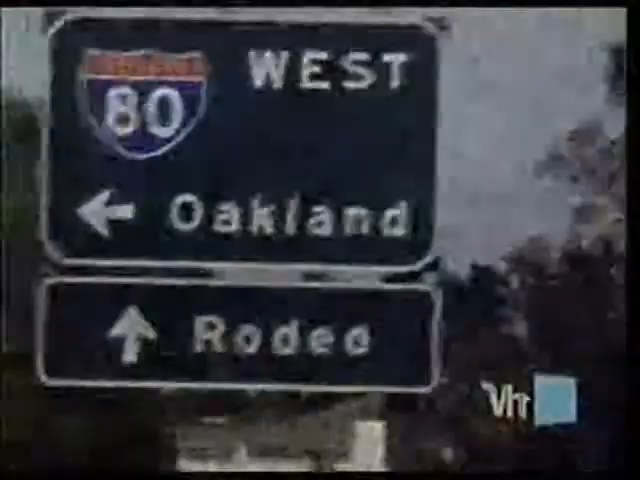 80 WEST
← Oakland
↑ Rodeo
Vh1